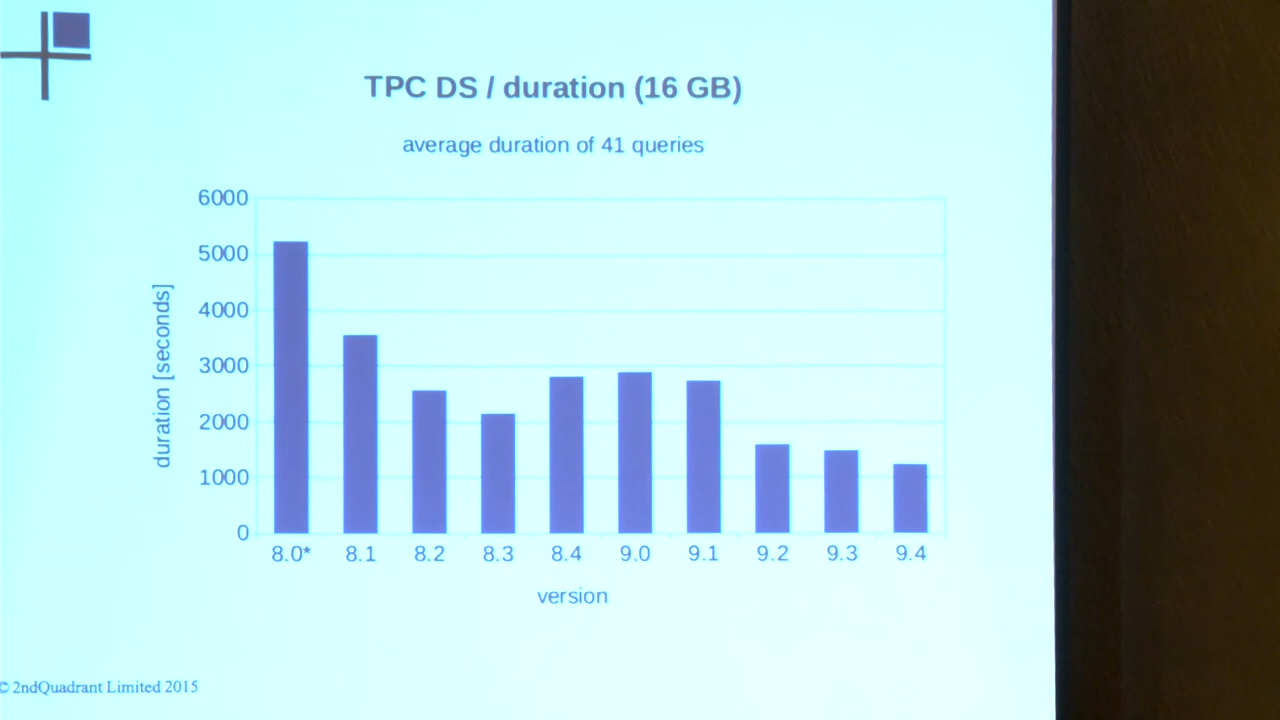 TPC DS / duration (16 GB)
average duration of 41 queries
6000
5000
4000
3000
2000
1000
0
duration [seconds]
8.0* 8.1 8.2 8.3 8.4 9.0 9.1 9.2 9.3 9.4
version
© 2ndQuadrant Limited 2015